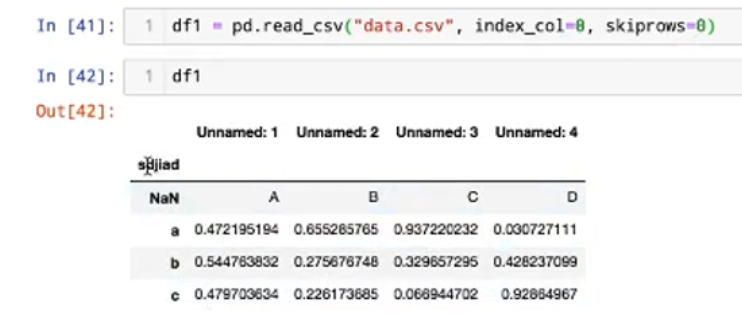 In [41]: 1 df1 = pd.read_csv("data.csv", index_col=0, skiprows=0)
In [42]: 1 df1
Out[42]:
Unnamed: 1 Unnamed: 2 Unnamed: 3 Unnamed: 4
NaN A B C D
a 0.472195194 0.655285765 0.937220232 0.030727111
b 0.544763832 0.275676748 0.329657295 0.428237099
c 0.479703634 0.226173685 0.066944702 0.92864967